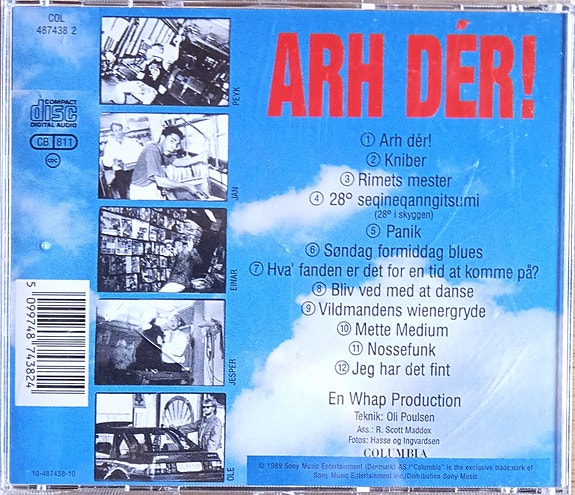 COL
487438 2
COMPACT
disc
DIGITAL AUDIO
CB 811
PEYK
JAN
EINAR
JESPER
OLE
5 099748 743824
10-487438-10
ARH DÉR!
① Arh dér!
② Kniber
③ Rimets mester
④ 28° seqineqanngitsumi
(28° i skyggen)
⑤ Panik
⑥ Søndag formiddag blues
⑦ Hva' fanden er det for en tid at komme på?
⑧ Bliv ved med at danse
⑨ Vildmandens wienergryde
⑩ Mette Medium
⑪ Nossefunk
⑫ Jeg har det fint
En Whap Production
Teknik: Oli Poulsen
Ass.: R. Scott Maddox
Fotos: Hasse og Ingvardsen
COLUMBIA
© 1989 Sony Music Entertainment (Denmark) AS./"Columbia" is the exclusive trademark of
Sony Music Entertainment Inc./Distribution Sony Music